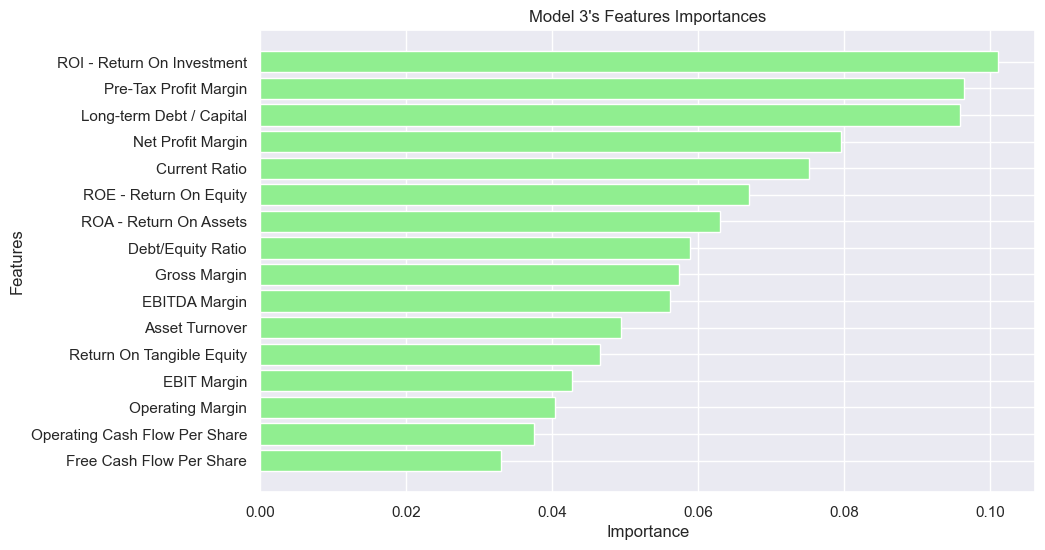 Model 3's Features Importances
Features
ROI - Return On Investment
Pre-Tax Profit Margin
Long-term Debt / Capital
Net Profit Margin
Current Ratio
ROE - Return On Equity
ROA - Return On Assets
Debt/Equity Ratio
Gross Margin
EBITDA Margin
Asset Turnover
Return On Tangible Equity
EBIT Margin
Operating Margin
Operating Cash Flow Per Share
Free Cash Flow Per Share
0.00 0.02 0.04 0.06 0.08 0.10
Importance